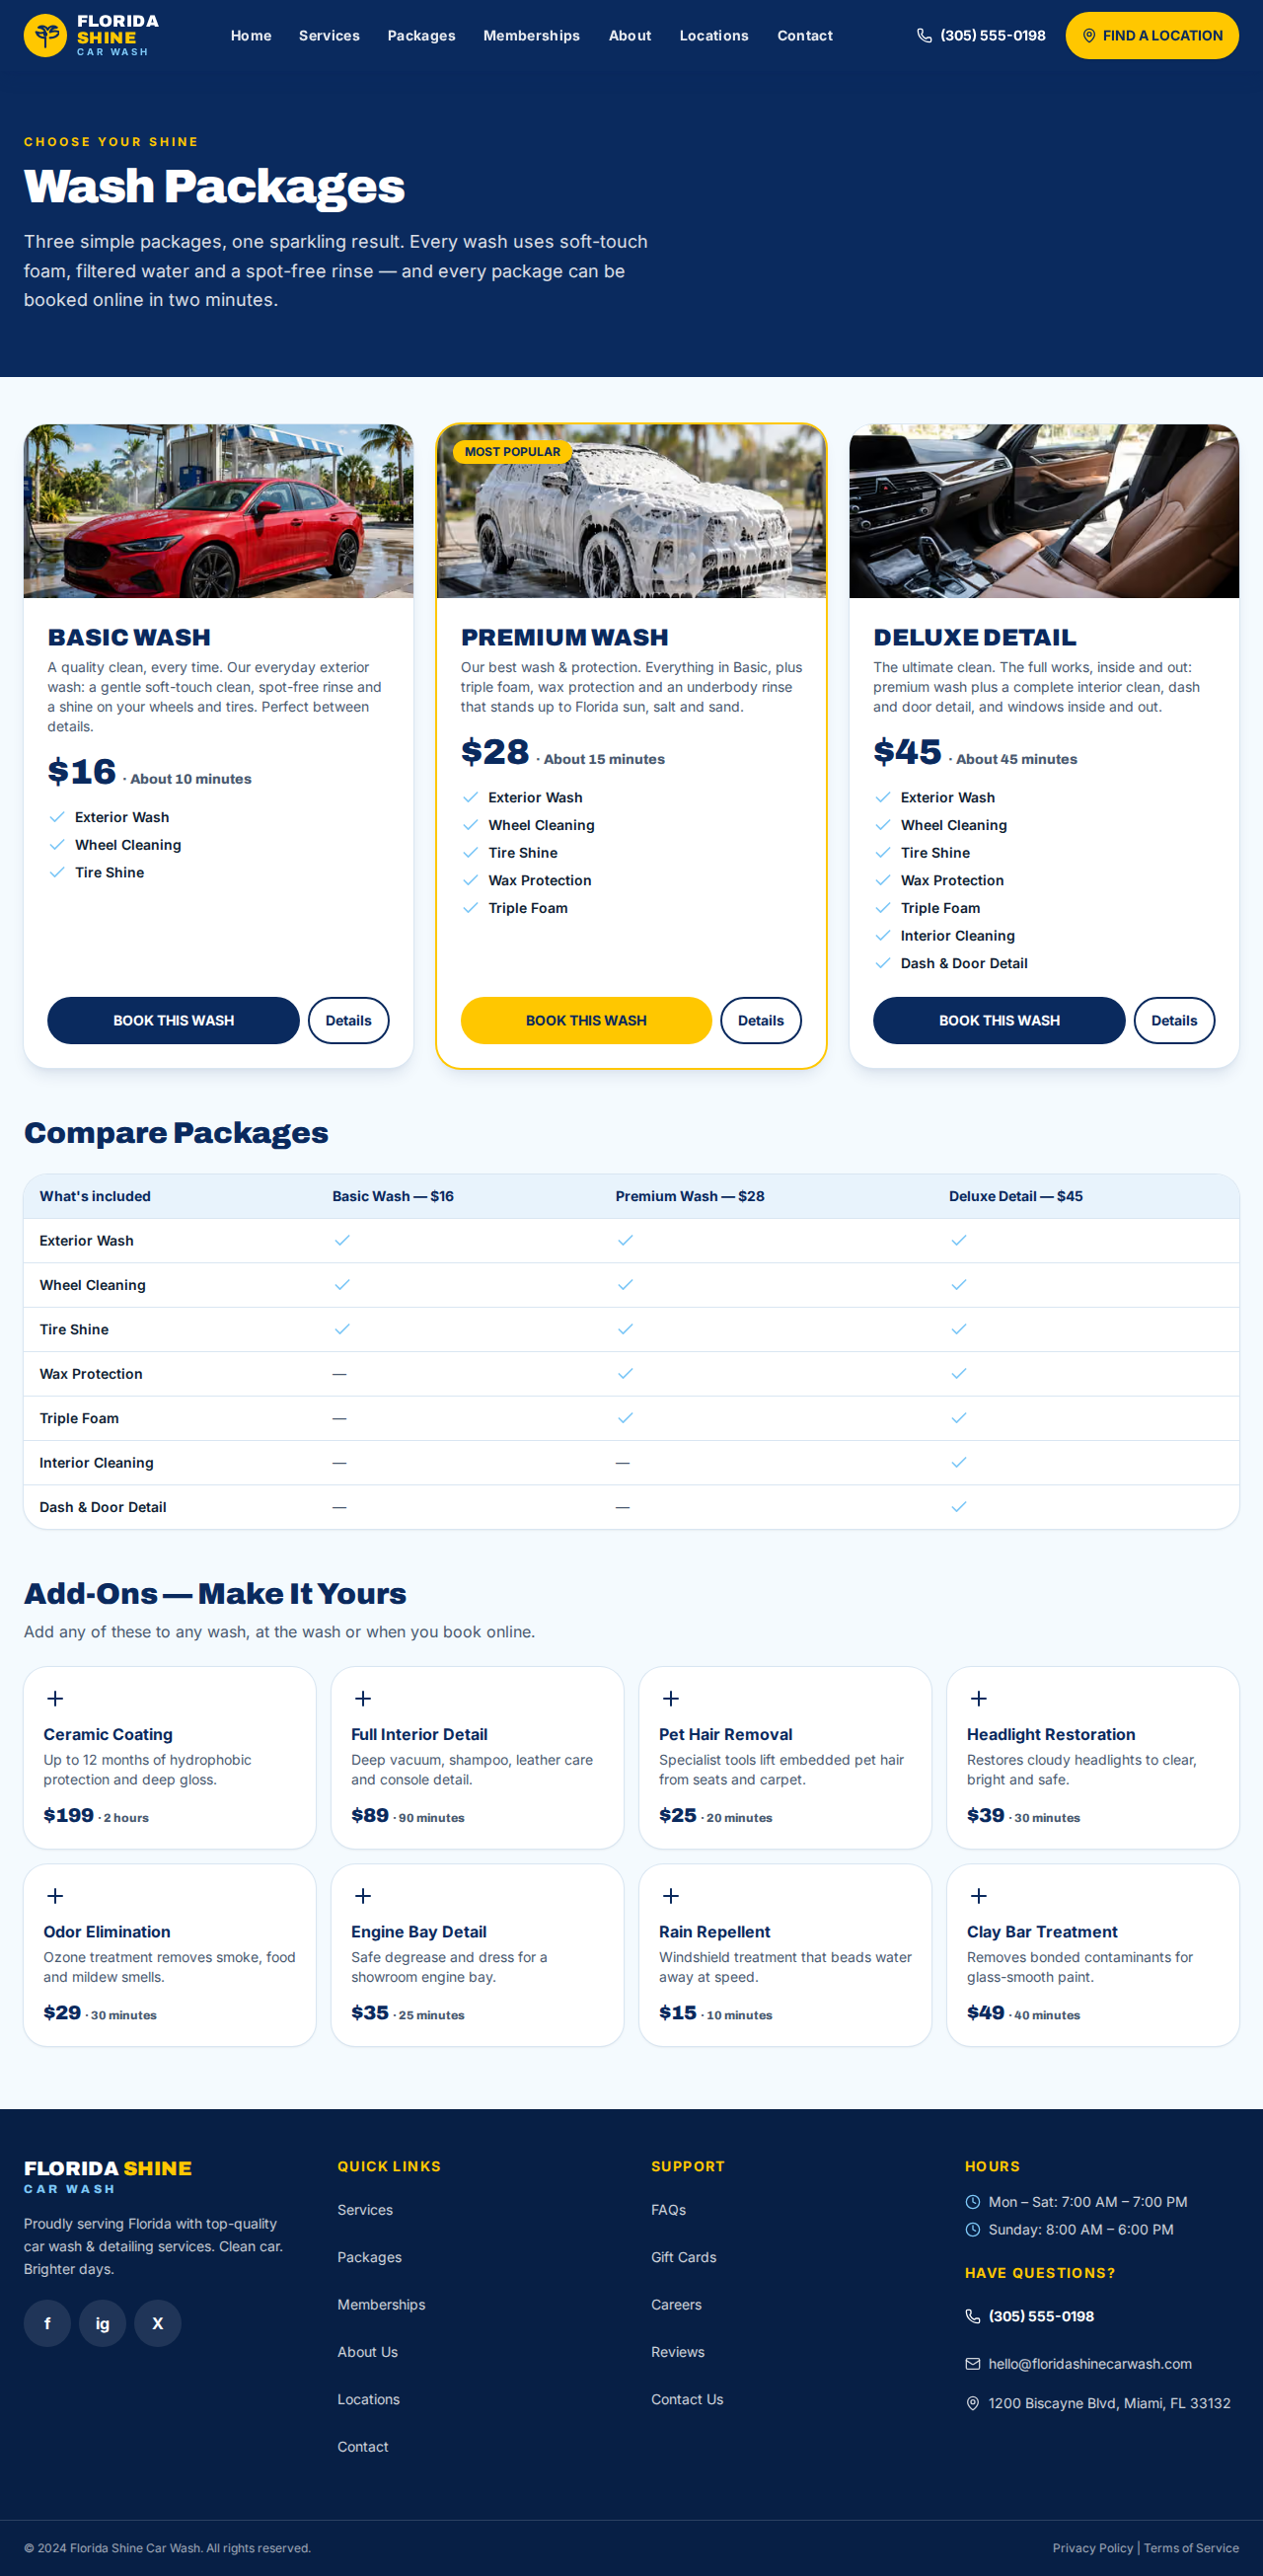 FLORIDA
SHINE
CAR WASH
Home Services Packages Memberships About Locations Contact
(305) 555-0198
FIND A LOCATION
CHOOSE YOUR SHINE
Wash Packages
Three simple packages, one sparkling result. Every wash uses soft-touch
foam, filtered water and a spot-free rinse — and every package can be
booked online in two minutes.
BASIC WASH
A quality clean, every time. Our everyday exterior
wash: a gentle soft-touch clean, spot-free rinse and
a shine on your wheels and tires. Perfect between
details.
$16 · About 10 minutes
Exterior Wash
Wheel Cleaning
Tire Shine
BOOK THIS WASH Details
MOST POPULAR
PREMIUM WASH
Our best wash & protection. Everything in Basic, plus
triple foam, wax protection and an underbody rinse
that stands up to Florida sun, salt and sand.
$28 · About 15 minutes
Exterior Wash
Wheel Cleaning
Tire Shine
Wax Protection
Triple Foam
BOOK THIS WASH Details
DELUXE DETAIL
The ultimate clean. The full works, inside and out:
premium wash plus a complete interior clean, dash
and door detail, and windows inside and out.
$45 · About 45 minutes
Exterior Wash
Wheel Cleaning
Tire Shine
Wax Protection
Triple Foam
Interior Cleaning
Dash & Door Detail
BOOK THIS WASH Details
Compare Packages
What's included Basic Wash — $16 Premium Wash — $28 Deluxe Detail — $45
Exterior Wash
Wheel Cleaning
Tire Shine
Wax Protection —
Triple Foam —
Interior Cleaning — —
Dash & Door Detail — —
Add-Ons — Make It Yours
Add any of these to any wash, at the wash or when you book online.
Ceramic Coating
Up to 12 months of hydrophobic
protection and deep gloss.
$199 · 2 hours
Full Interior Detail
Deep vacuum, shampoo, leather care
and console detail.
$89 · 90 minutes
Pet Hair Removal
Specialist tools lift embedded pet hair
from seats and carpet.
$25 · 20 minutes
Headlight Restoration
Restores cloudy headlights to clear,
bright and safe.
$39 · 30 minutes
Odor Elimination
Ozone treatment removes smoke, food
and mildew smells.
$29 · 30 minutes
Engine Bay Detail
Safe degrease and dress for a
showroom engine bay.
$35 · 25 minutes
Rain Repellent
Windshield treatment that beads water
away at speed.
$15 · 10 minutes
Clay Bar Treatment
Removes bonded contaminants for
glass-smooth paint.
$49 · 40 minutes
FLORIDA SHINE
CAR WASH
Proudly serving Florida with top-quality
car wash & detailing services. Clean car.
Brighter days.
f ig X
QUICK LINKS
Services
Packages
Memberships
About Us
Locations
Contact
SUPPORT
FAQs
Gift Cards
Careers
Reviews
Contact Us
HOURS
Mon – Sat: 7:00 AM – 7:00 PM
Sunday: 8:00 AM – 6:00 PM
HAVE QUESTIONS?
(305) 555-0198
hello@floridashinecarwash.com
1200 Biscayne Blvd, Miami, FL 33132
© 2024 Florida Shine Car Wash. All rights reserved.
Privacy Policy | Terms of Service